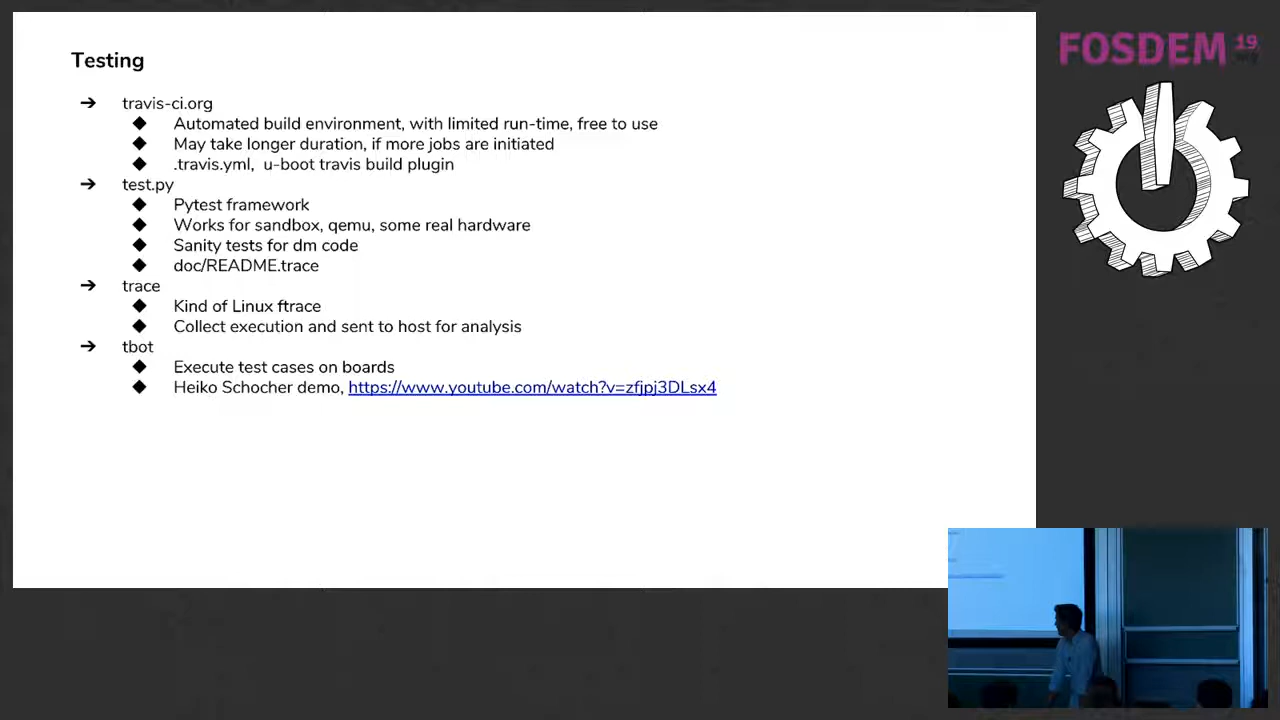 Testing
➔ travis-ci.org
◆ Automated build environment, with limited run-time, free to use
◆ May take longer duration, if more jobs are initiated
◆ .travis.yml, u-boot travis build plugin
➔ test.py
◆ Pytest framework
◆ Works for sandbox, qemu, some real hardware
◆ Sanity tests for dm code
◆ doc/README.trace
➔ trace
◆ Kind of Linux ftrace
◆ Collect execution and sent to host for analysis
➔ tbot
◆ Execute test cases on boards
◆ Heiko Schocher demo, https://www.youtube.com/watch?v=zfjpj3DLsx4
FOSDEM 19